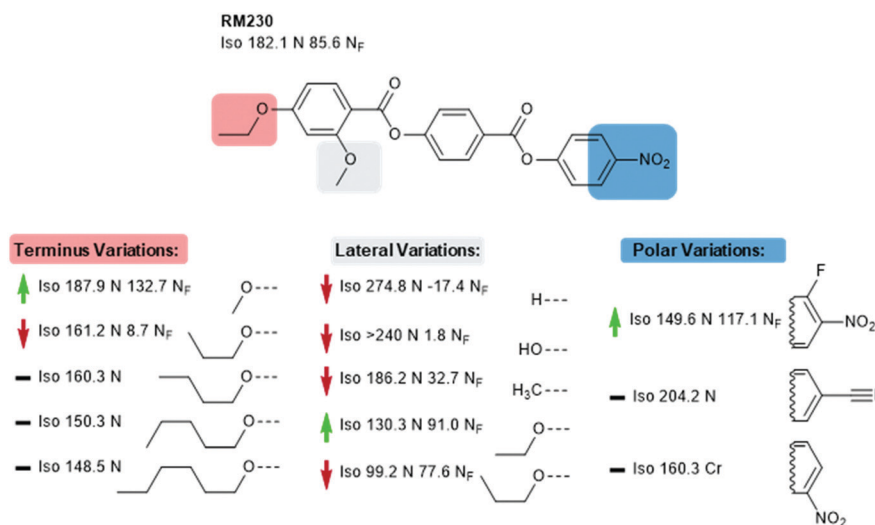 RM230
Iso 182.1 N 85.6 NF
O
O
O
O
O
O
NO₂
Terminus Variations:
Iso 187.9 N 132.7 NF
O
Iso 161.2 N 8.7 NF
O
Iso 160.3 N
O
Iso 150.3 N
O
Iso 148.5 N
O
Lateral Variations:
Iso 274.8 N -17.4 NF
H
Iso >240 N 1.8 NF
HO
Iso 186.2 N 32.7 NF
H₃C
Iso 130.3 N 91.0 NF
O
Iso 99.2 N 77.6 NF
O
Polar Variations:
Iso 149.6 N 117.1 NF
F
NO₂
Iso 204.2 N
Iso 160.3 Cr
NO₂